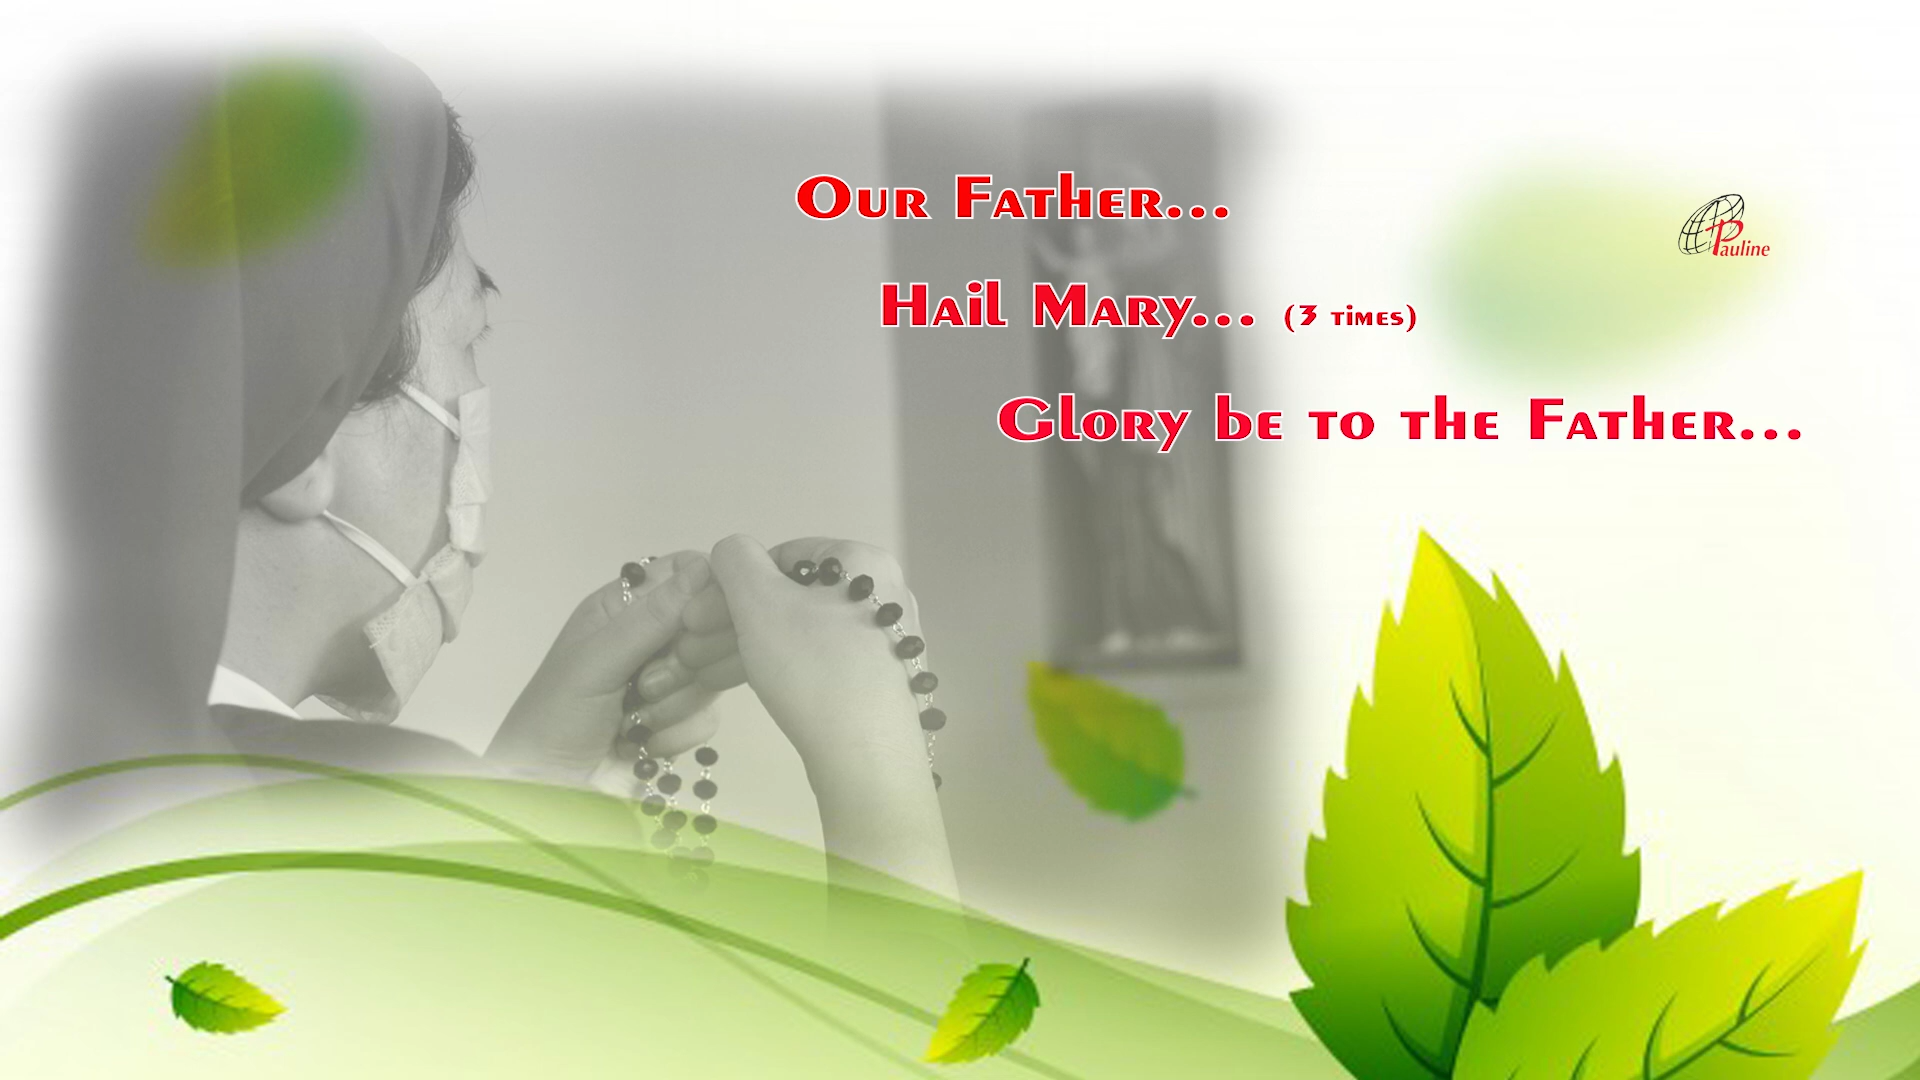 Our Father...
Pauline
Hail Mary... (3 times)
Glory be to the Father...